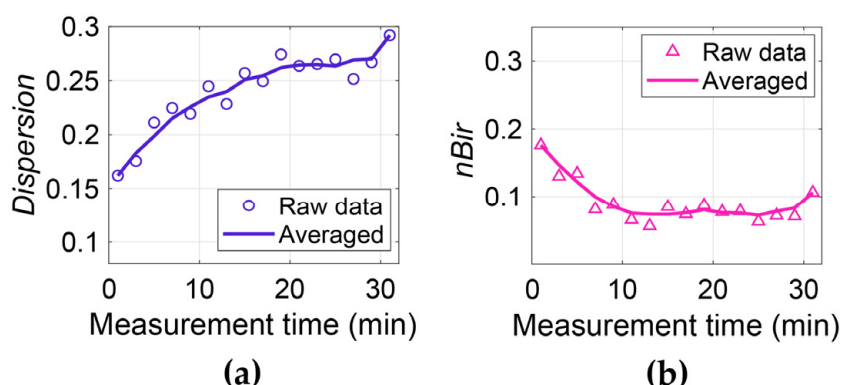 0.3
0.25
0.2
0.15
0.1
Dispersion
Raw data
Averaged
0
10
20
30
Measurement time (min)
(a)
0.3
0.2
0.1
nBir
Raw data
Averaged
0
10
20
30
Measurement time (min)
(b)